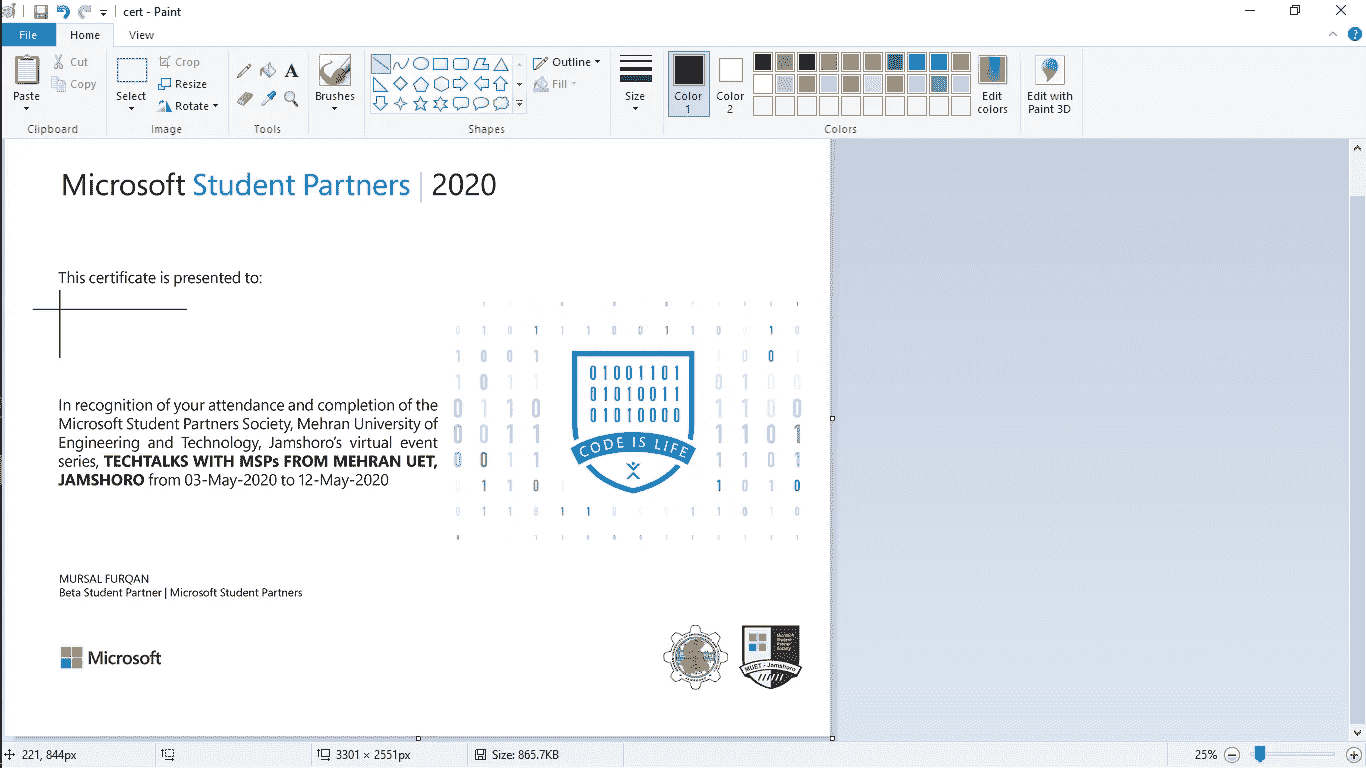 cert - Paint
File Home View
Paste Cut Copy Clipboard
Select Crop Resize Rotate Image
A Tools
Brushes
Outline Fill Shapes
Size
Color 1 Color 2 Edit colors Colors
Edit with Paint 3D
Microsoft Student Partners | 2020
This certificate is presented to:
01001101
01010011
01010000
CODE IS LIFE
In recognition of your attendance and completion of the
Microsoft Student Partners Society, Mehran University of
Engineering and Technology, Jamshoro's virtual event
series, TECHTALKS WITH MSPs FROM MEHRAN UET,
JAMSHORO from 03-May-2020 to 12-May-2020
MURSAL FURQAN
Beta Student Partner | Microsoft Student Partners
Microsoft
Microsoft
Student
Partner
Society
MUET - Jamshoro
221, 844px
3301 × 2551px
Size: 865.7KB
25%